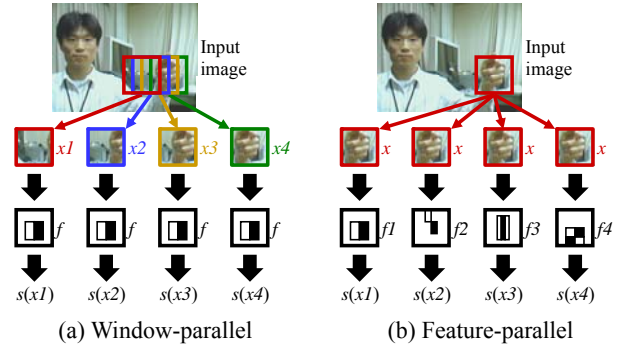 Input
image
x1
x2
x3
x4
f
f
f
f
s(x1)
s(x2)
s(x3)
s(x4)
(a) Window-parallel
Input
image
x
x
x
x
f1
f2
f3
f4
s(x1)
s(x2)
s(x3)
s(x4)
(b) Feature-parallel